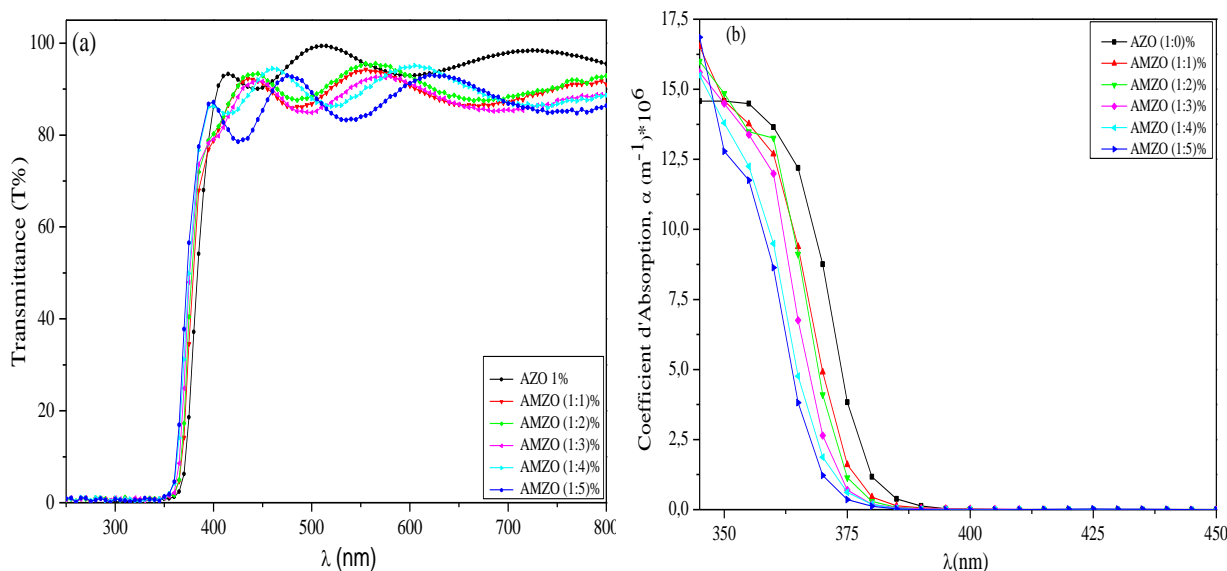 (a)
100
80
60
40
20
0
Transmittance (T%)
300
400
500
600
700
800
λ (nm)
AZO 1%
AMZO (1:1)%
AMZO (1:2)%
AMZO (1:3)%
AMZO (1:4)%
AMZO (1:5)%
(b)
17,5
15,0
12,5
10,0
7,5
5,0
2,5
0,0
Coefficient d'Absorption, α (m⁻¹)*10⁶
350
375
400
425
450
λ(nm)
AZO (1:0)%
AMZO (1:1)%
AMZO (1:2)%
AMZO (1:3)%
AMZO (1:4)%
AMZO (1:5)%